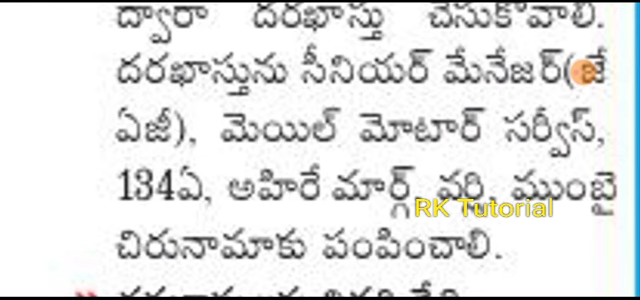 ద్వారా దరఖాస్తు చేసుకోవాలి.
దరఖాస్తును సీనియర్ మేనేజర్(జే
ఏజీ), మెయిల్ మోటార్ సర్వీస్,
134ఏ, అహిరే మార్గ్, వర్లి, ముంబై
RK Tutorial
చిరునామాకు పంపించాలి.